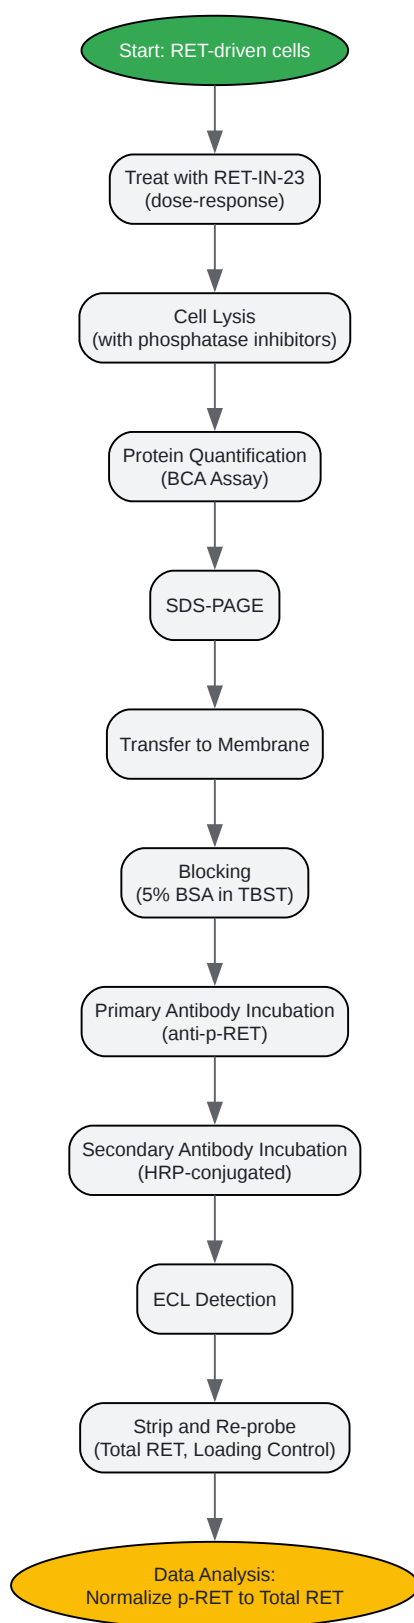 Start: RET-driven cells
Treat with RET-IN-23
(dose-response)
Cell Lysis
(with phosphatase inhibitors)
Protein Quantification
(BCA Assay)
SDS-PAGE
Transfer to Membrane
Blocking
(5% BSA in TBST)
Primary Antibody Incubation
(anti-p-RET)
Secondary Antibody Incubation
(HRP-conjugated)
ECL Detection
Strip and Re-probe
(Total RET, Loading Control)
Data Analysis:
Normalize p-RET to Total RET